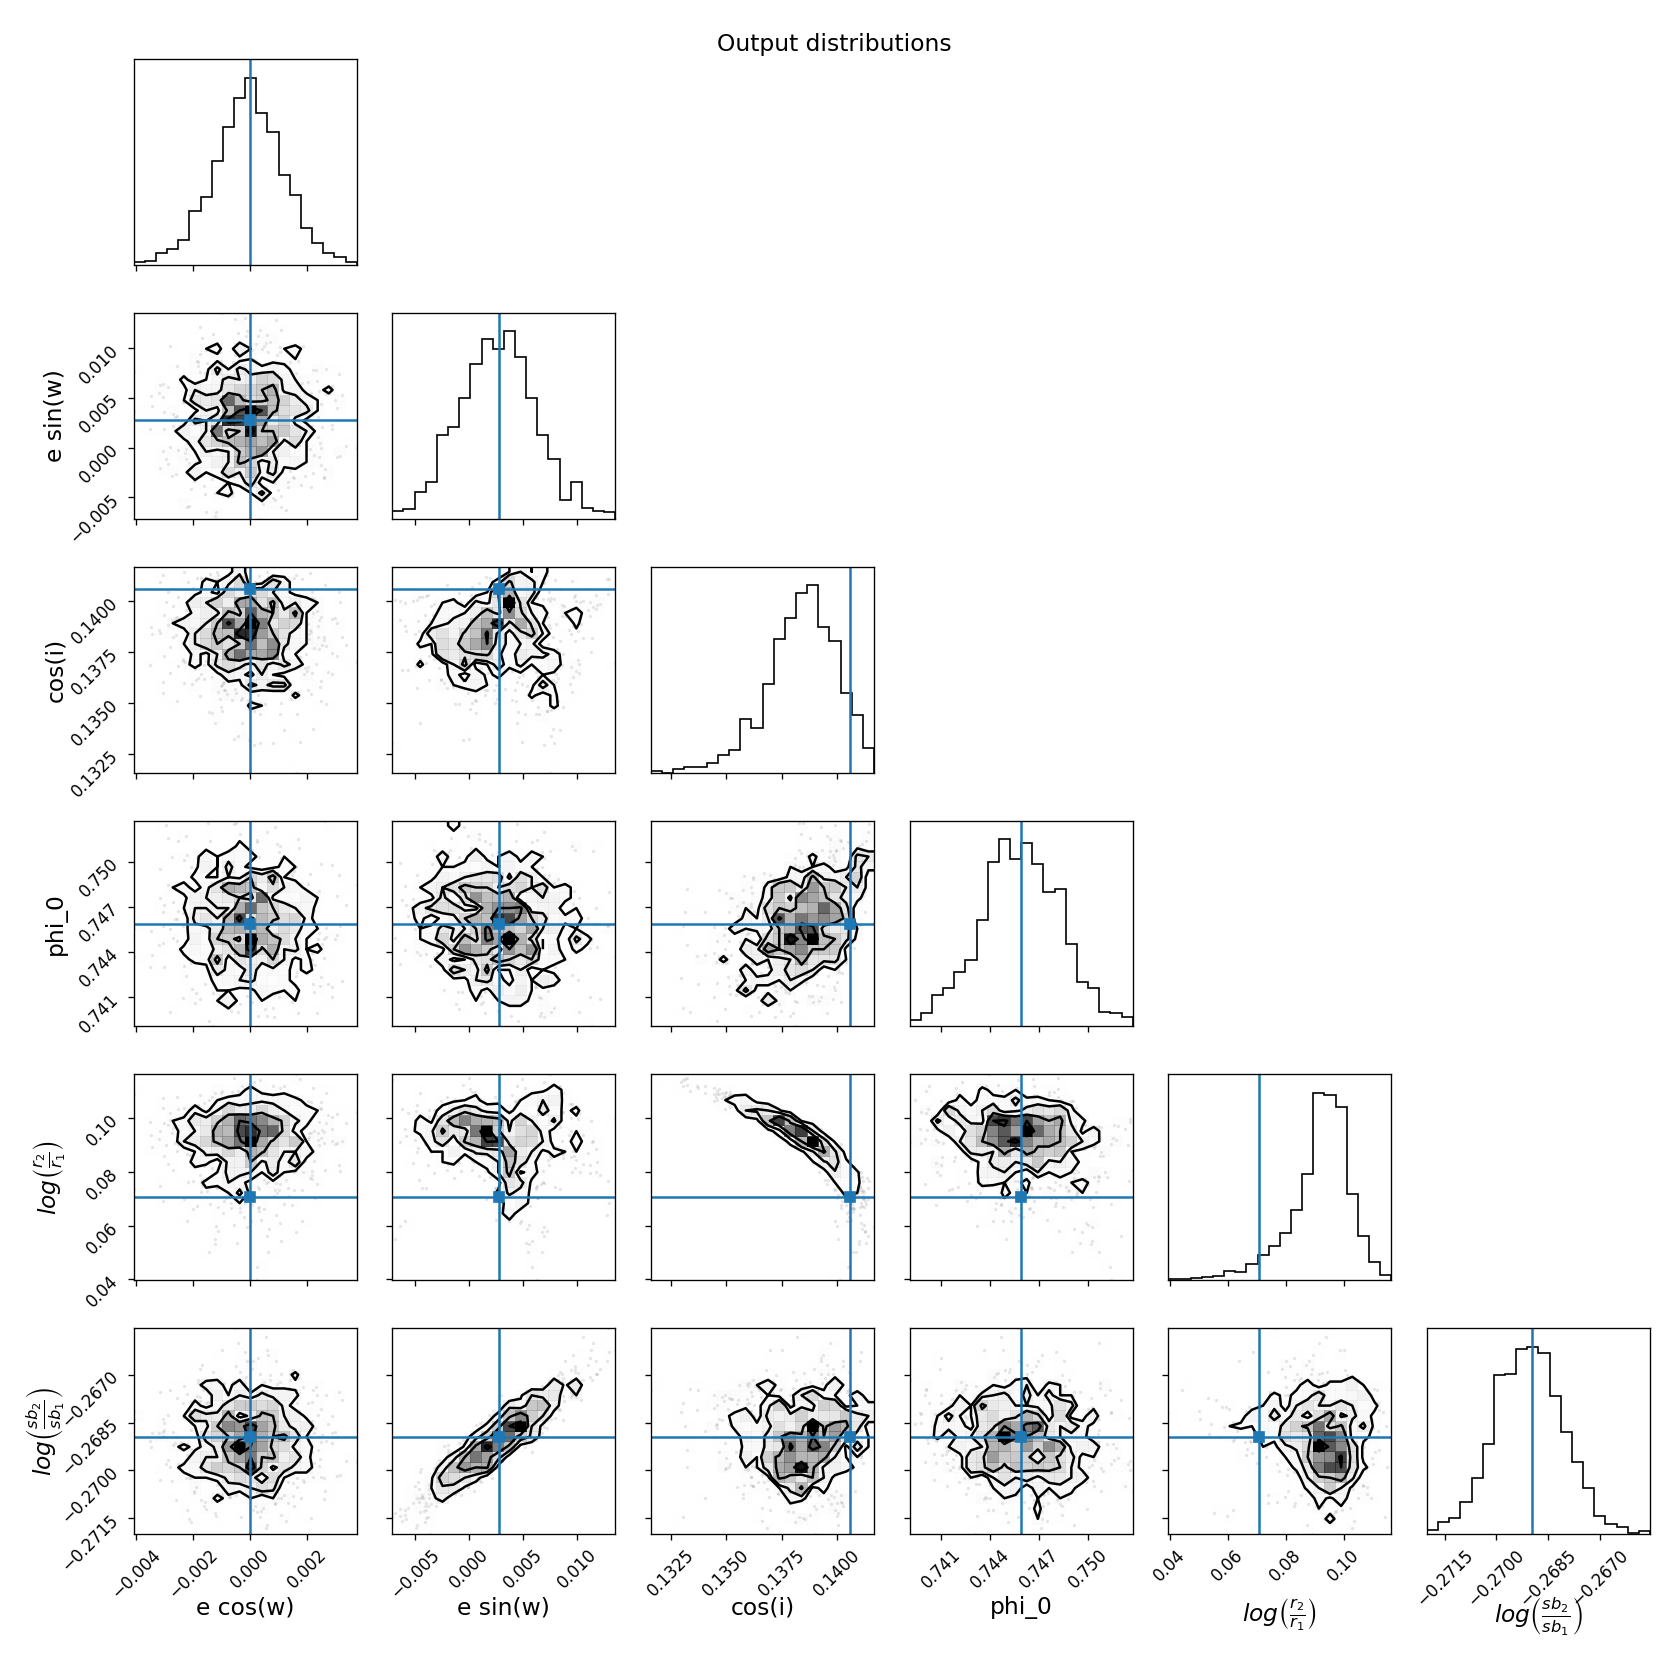 Output distributions
e sin(w)
0.010
0.005
0.000
−0.005
cos(i)
0.1400
0.1375
0.1350
0.1325
phi_0
0.750
0.747
0.744
0.741
log(r₂/r₁)
0.10
0.08
0.06
0.04
log(sb₂/sb₁)
−0.2670
−0.2685
−0.2700
−0.2715
−0.004 −0.002 0.000 0.002 −0.005 0.000 0.005 0.010 0.1325 0.1350 0.1375 0.1400 0.741 0.744 0.747 0.750 0.04 0.06 0.08 0.10 −0.2715 −0.2700 −0.2685 −0.2670
e cos(w) e sin(w) cos(i) phi_0 log(r₂/r₁) log(sb₂/sb₁)